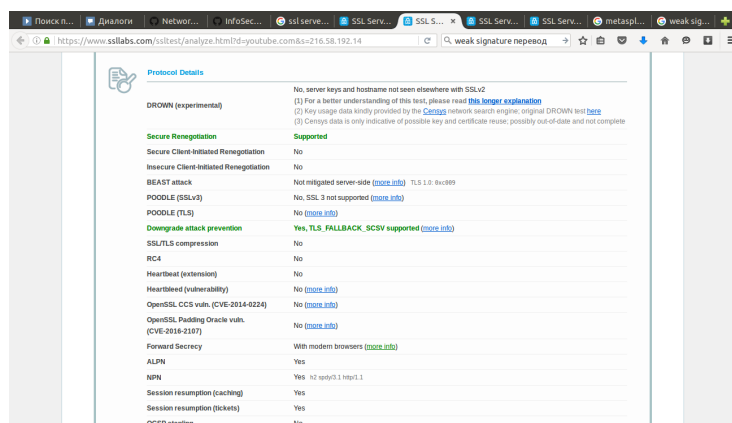 Поиск п...
Диалоги
Networ...
InfoSec...
ssl serve...
SSL Serv...
SSL S...
SSL Serv...
SSL Serv...
metaspl...
weak sig...
https://www.ssllabs.com/ssltest/analyze.html?d=youtube.com&s=216.58.192.14
weak signature перевод
Protocol Details
DROWN (experimental)
No, server keys and hostname not seen elsewhere with SSLv2
(1) For a better understanding of this test, please read this longer explanation
(2) Key usage data kindly provided by the Censys network search engine; original DROWN test here
(3) Censys data is only indicative of possible key and certificate reuse; possibly out-of-date and not complete
Secure Renegotiation Supported
Secure Client-Initiated Renegotiation No
Insecure Client-Initiated Renegotiation No
BEAST attack Not mitigated server-side (more info) TLS 1.0: 0xc009
POODLE (SSLv3) No, SSL 3 not supported (more info)
POODLE (TLS) No (more info)
Downgrade attack prevention Yes, TLS_FALLBACK_SCSV supported (more info)
SSL/TLS compression No
RC4 No
Heartbeat (extension) No
Heartbleed (vulnerability) No (more info)
OpenSSL CCS vuln. (CVE-2014-0224) No (more info)
OpenSSL Padding Oracle vuln.
(CVE-2016-2107) No (more info)
Forward Secrecy With modern browsers (more info)
ALPN Yes
NPN Yes h2 spdy/3.1 http/1.1
Session resumption (caching) Yes
Session resumption (tickets) Yes
OCSP stapling No